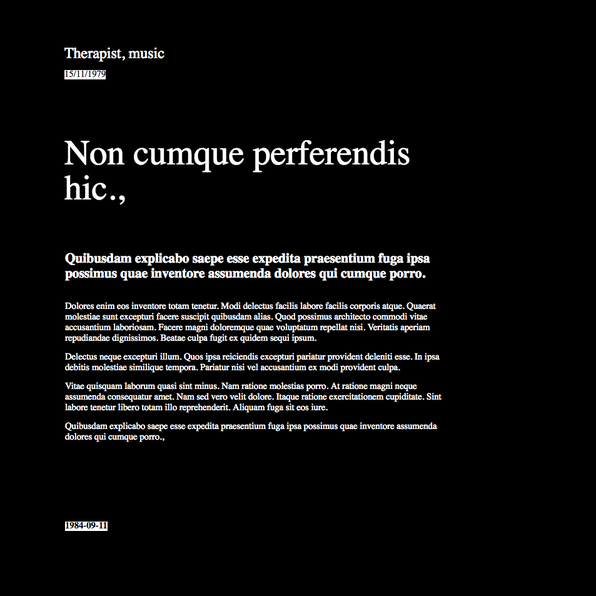 Therapist, music
15/11/1979
Non cumque perferendis
hic.,
Quibusdam explicabo saepe esse expedita praesentium fuga ipsa
possimus quae inventore assumenda dolores qui cumque porro.
Dolores enim eos inventore totam tenetur. Modi delectus facilis labore facilis corporis atque. Quaerat
molestiae sunt excepturi facere suscipit quibusdam alias. Quod possimus architecto commodi vitae
accusantium laboriosam. Facere magni doloremque quae voluptatum repellat nisi. Veritatis aperiam
repudiandae dignissimos. Beatae culpa fugit ex quidem sequi ipsum.
Delectus neque excepturi illum. Quos ipsa reiciendis excepturi pariatur provident deleniti esse. In ipsa
debitis molestiae similique tempora. Pariatur nisi vel accusantium ex modi provident culpa.
Vitae quisquam laborum quasi sint minus. Nam ratione molestias porro. At ratione magni neque
assumenda consequatur amet. Nam sed vero velit dolore. Itaque ratione exercitationem cupiditate. Sint
labore tenetur libero totam illo reprehenderit. Aliquam fuga sit eos iure.
Quibusdam explicabo saepe esse expedita praesentium fuga ipsa possimus quae inventore assumenda
dolores qui cumque porro.,
1984-09-11